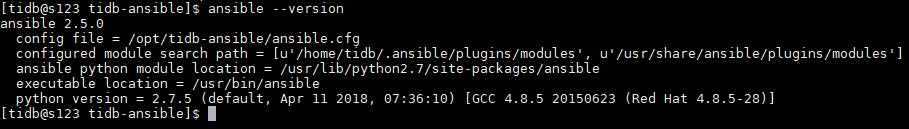 [tidb@s123 tidb-ansible]$ ansible --version
ansible 2.5.0
  config file = /opt/tidb-ansible/ansible.cfg
  configured module search path = [u'/home/tidb/.ansible/plugins/modules', u'/usr/share/ansible/plugins/modules']
  ansible python module location = /usr/lib/python2.7/site-packages/ansible
  executable location = /usr/bin/ansible
  python version = 2.7.5 (default, Apr 11 2018, 07:36:10) [GCC 4.8.5 20150623 (Red Hat 4.8.5-28)]
[tidb@s123 tidb-ansible]$